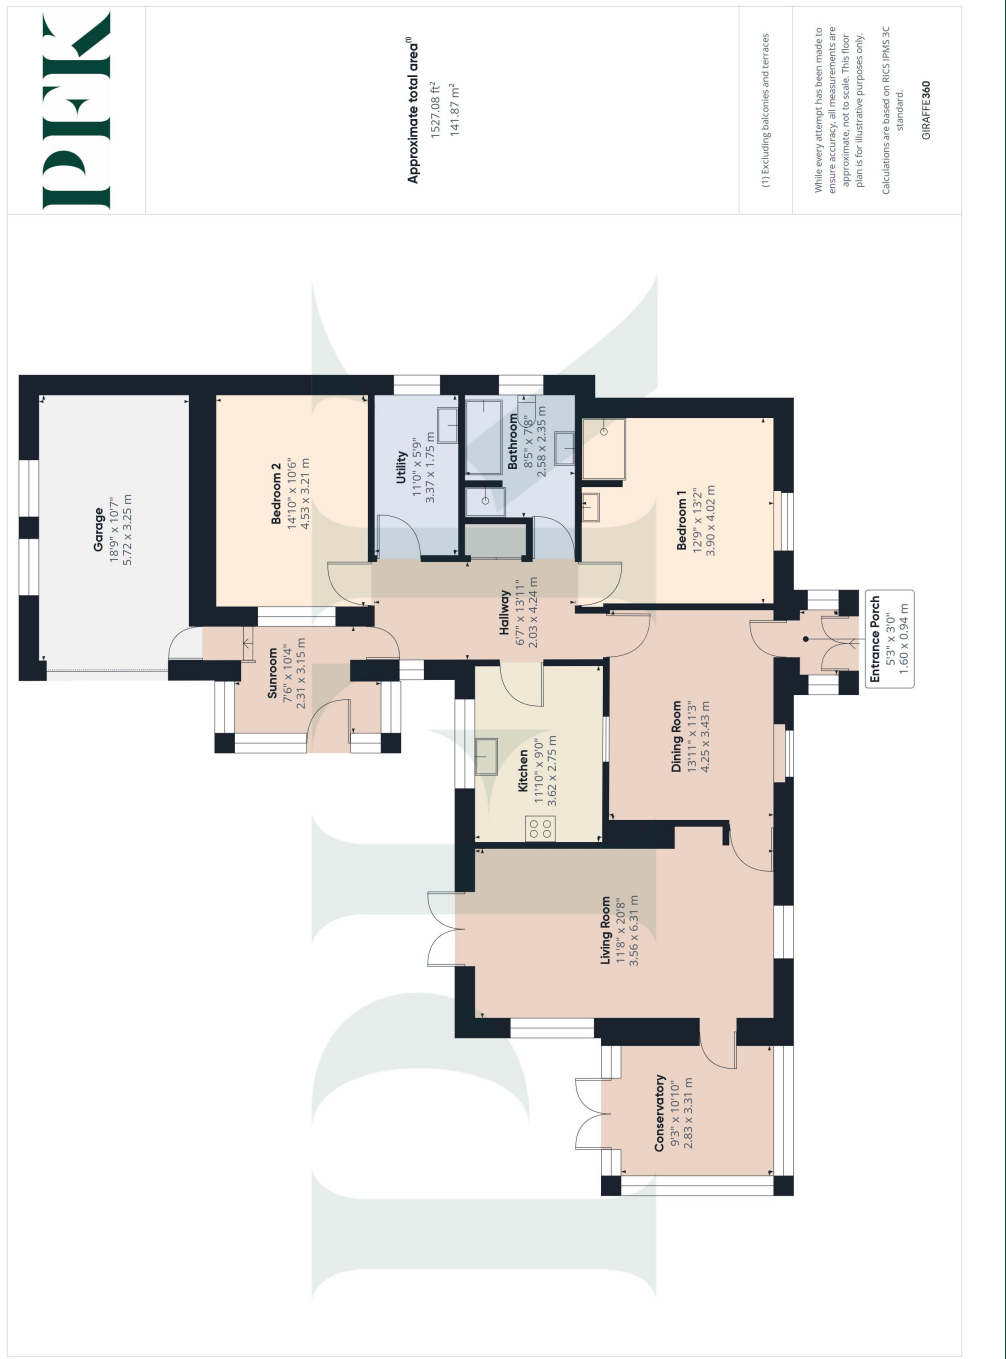 PFK
Approximate total area(1)
1527.08 ft²
141.87 m²
(1) Excluding balconies and terraces
While every attempt has been made to
ensure accuracy, all measurements are
approximate, not to scale. This floor
plan is for illustrative purposes only.
Calculations are based on RICS IPMS 3C
standard.
GIRAFFE360
Garage
18'9" x 10'7"
5.72 x 3.25 m
Bedroom 2
14'10" x 10'6"
4.53 x 3.21 m
Sunroom
7'6" x 10'4"
2.31 x 3.15 m
Utility
11'0" x 5'9"
3.37 x 1.75 m
Bathroom
8'5" x 7'8"
2.58 x 2.35 m
Hallway
6'7" x 13'11"
2.03 x 4.24 m
Bedroom 1
12'9" x 13'2"
3.90 x 4.02 m
Kitchen
11'10" x 9'0"
3.62 x 2.75 m
Dining Room
13'11" x 11'3"
4.25 x 3.43 m
Entrance Porch
5'3" x 3'0"
1.60 x 0.94 m
Living Room
11'8" x 20'8"
3.56 x 6.31 m
Conservatory
9'3" x 10'10"
2.83 x 3.31 m
PFK